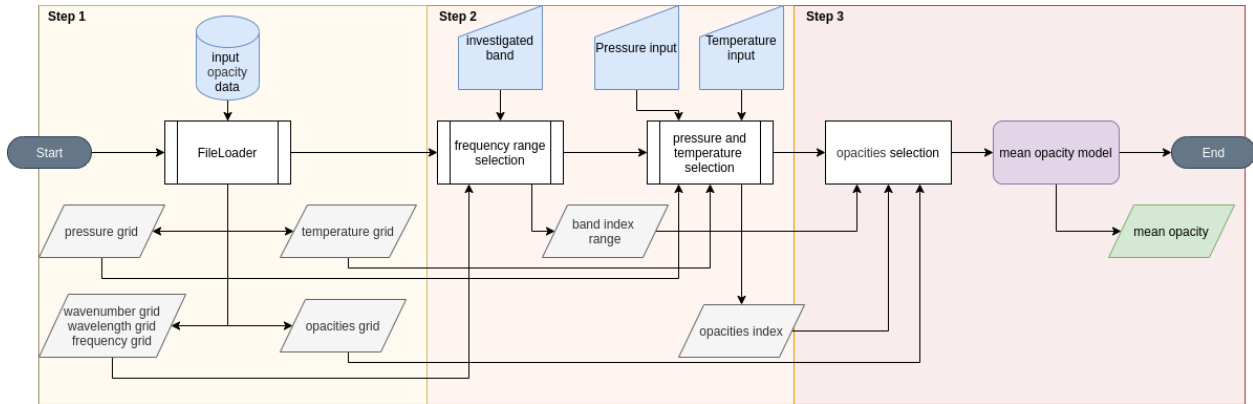 Step 1
Step 2
Step 3
input
opacity
data
investigated
band
Pressure input
Temperature
input
Start
FileLoader
frequency range
selection
pressure and
temperature
selection
opacities selection
mean opacity model
End
pressure grid
temperature grid
band index
range
mean opacity
wavenumber grid
wavelength grid
frequency grid
opacities grid
opacities index